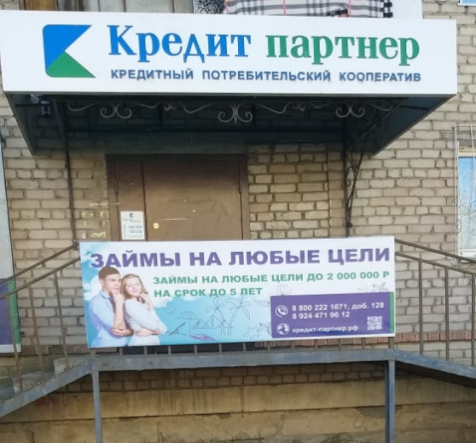 Кредит партнер
КРЕДИТНЫЙ ПОТРЕБИТЕЛЬСКИЙ КООПЕРАТИВ
ЗАЙМЫ НА ЛЮБЫЕ ЦЕЛИ
ЗАЙМЫ НА ЛЮБЫЕ ЦЕЛИ ДО 2 000 000 Р
НА СРОК ДО 5 ЛЕТ
8 800 222 1671, доб. 128
8 924 471 96 12
кредит-партнер.рф